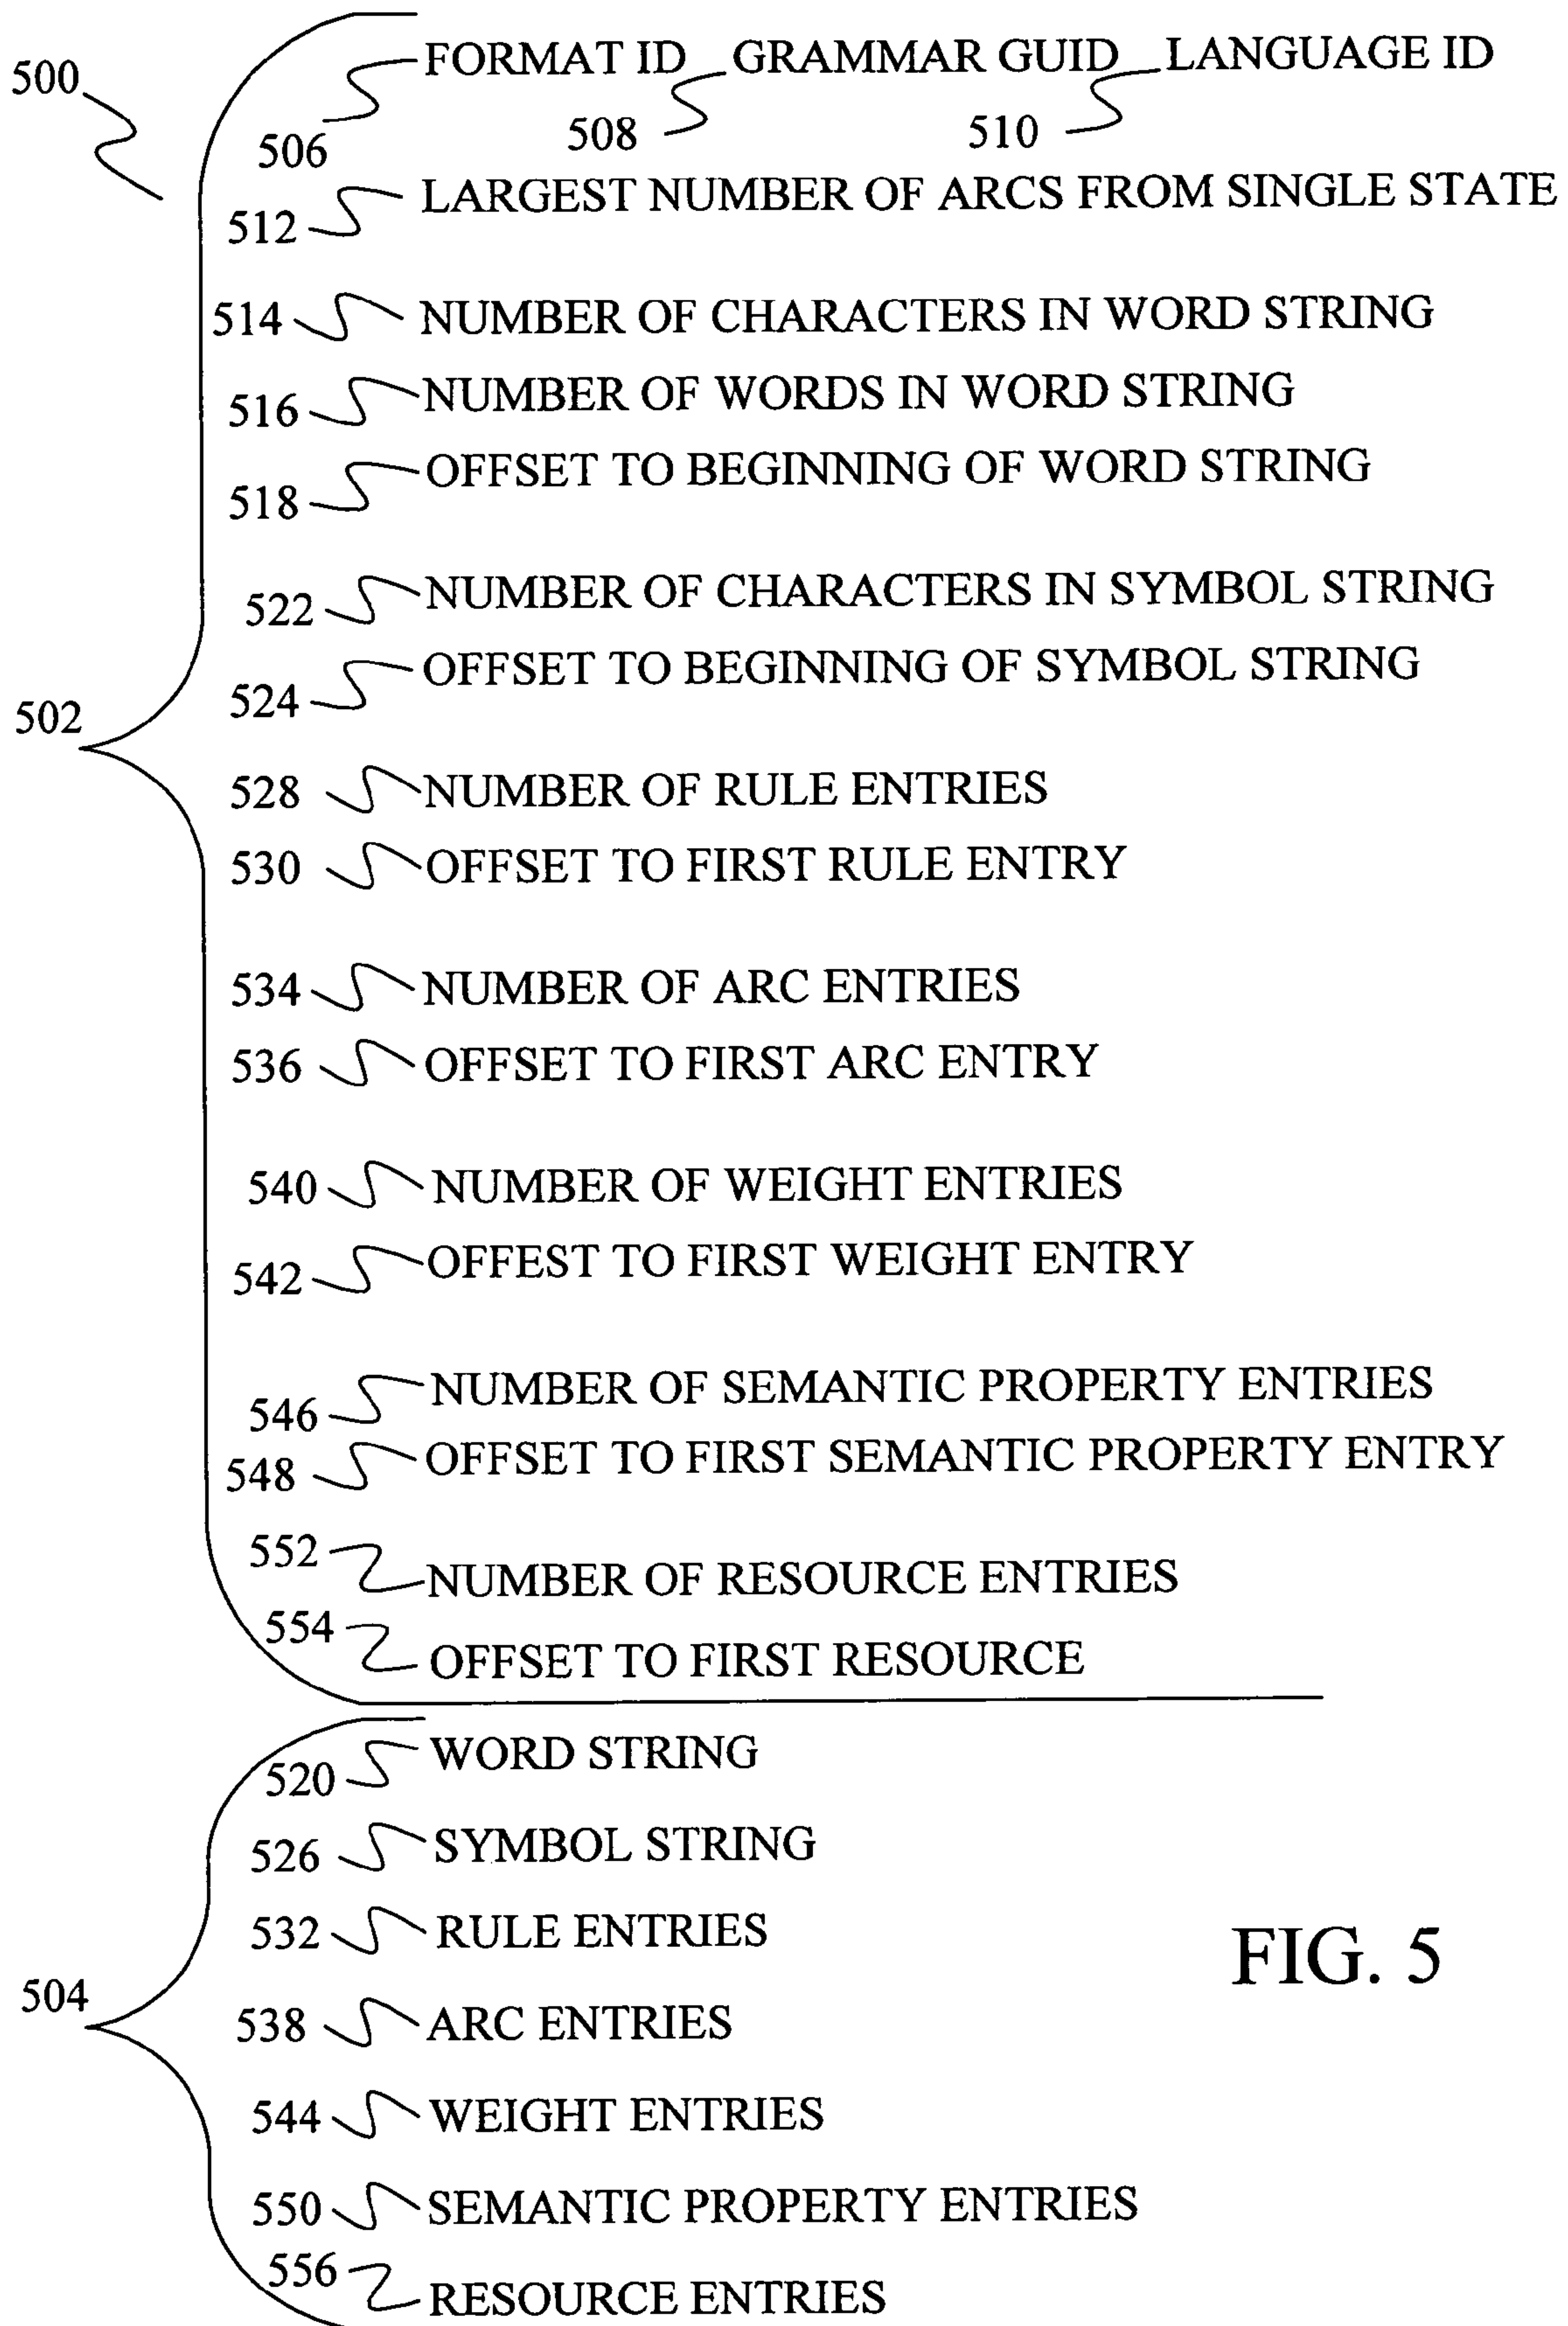 500
FORMAT ID GRAMMAR GUID LANGUAGE ID
506 508 510
512 LARGEST NUMBER OF ARCS FROM SINGLE STATE
514 NUMBER OF CHARACTERS IN WORD STRING
516 NUMBER OF WORDS IN WORD STRING
518 OFFSET TO BEGINNING OF WORD STRING
522 NUMBER OF CHARACTERS IN SYMBOL STRING
524 OFFSET TO BEGINNING OF SYMBOL STRING
502
528 NUMBER OF RULE ENTRIES
530 OFFSET TO FIRST RULE ENTRY
534 NUMBER OF ARC ENTRIES
536 OFFSET TO FIRST ARC ENTRY
540 NUMBER OF WEIGHT ENTRIES
542 OFFEST TO FIRST WEIGHT ENTRY
546 NUMBER OF SEMANTIC PROPERTY ENTRIES
548 OFFSET TO FIRST SEMANTIC PROPERTY ENTRY
552 NUMBER OF RESOURCE ENTRIES
554 OFFSET TO FIRST RESOURCE
520 WORD STRING
526 SYMBOL STRING
532 RULE ENTRIES
FIG. 5
504
538 ARC ENTRIES
544 WEIGHT ENTRIES
550 SEMANTIC PROPERTY ENTRIES
556 RESOURCE ENTRIES